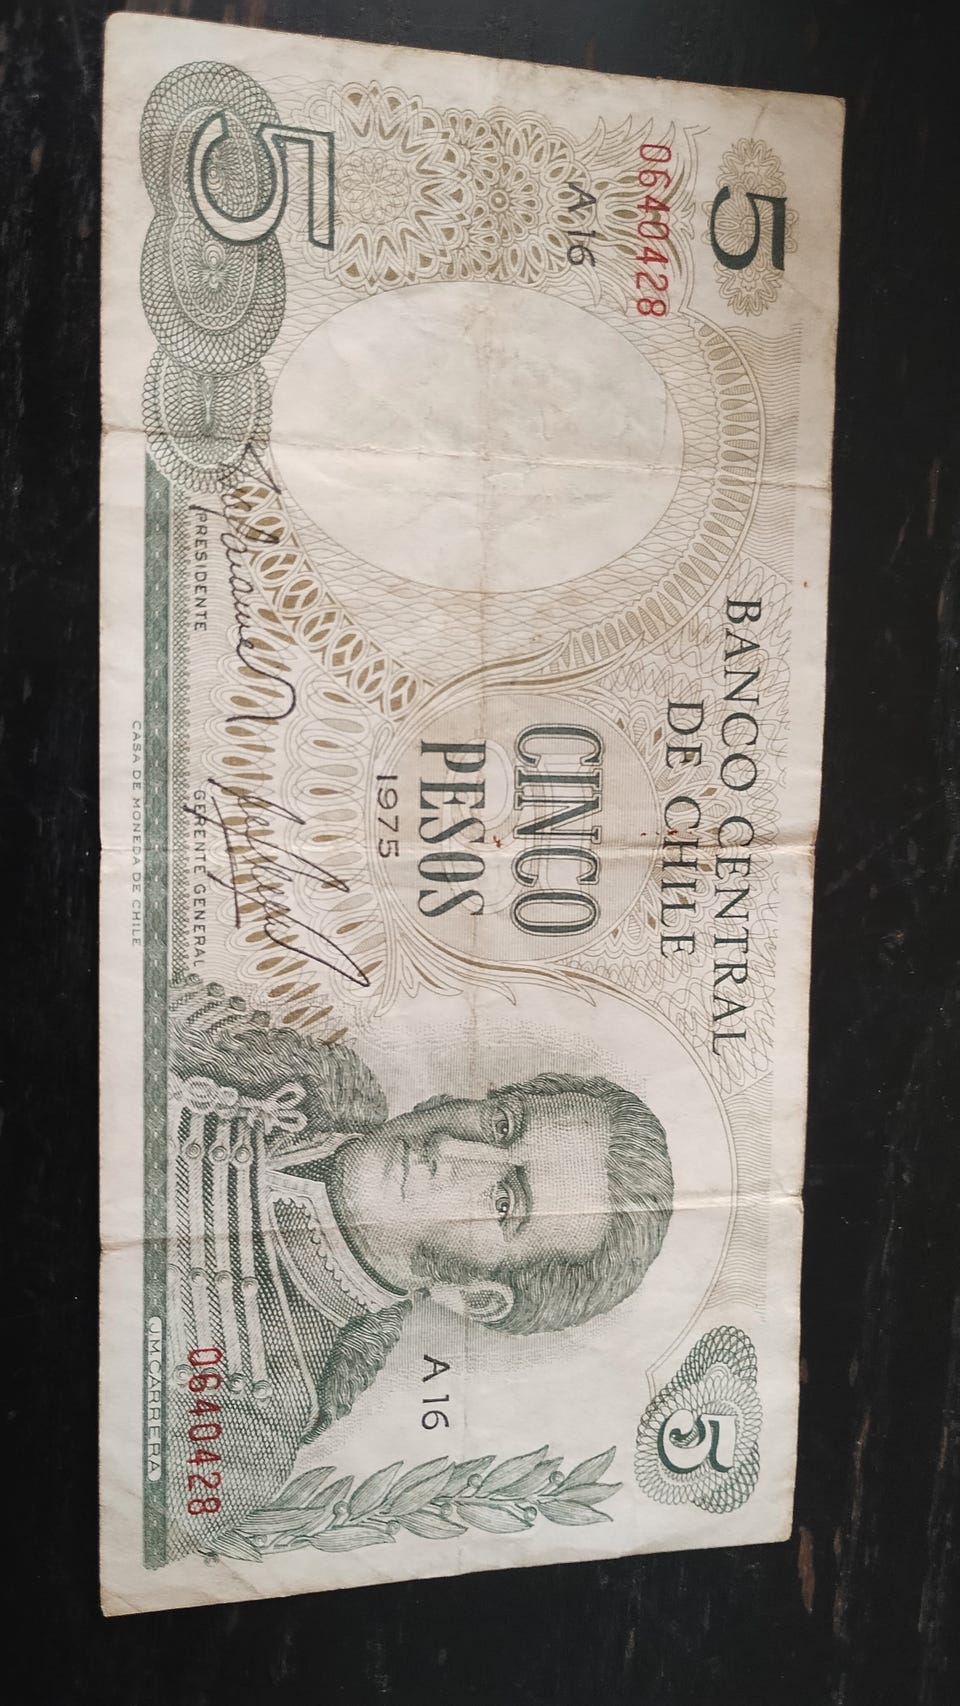 5
BANCO CENTRAL
DE CHILE
5
0640428
A 16
CINCO
PESOS
1975
A 16
5
PRESIDENTE
GERENTE GENERAL
0640428
J.M. CARRERA
CASA DE MONEDA DE CHILE